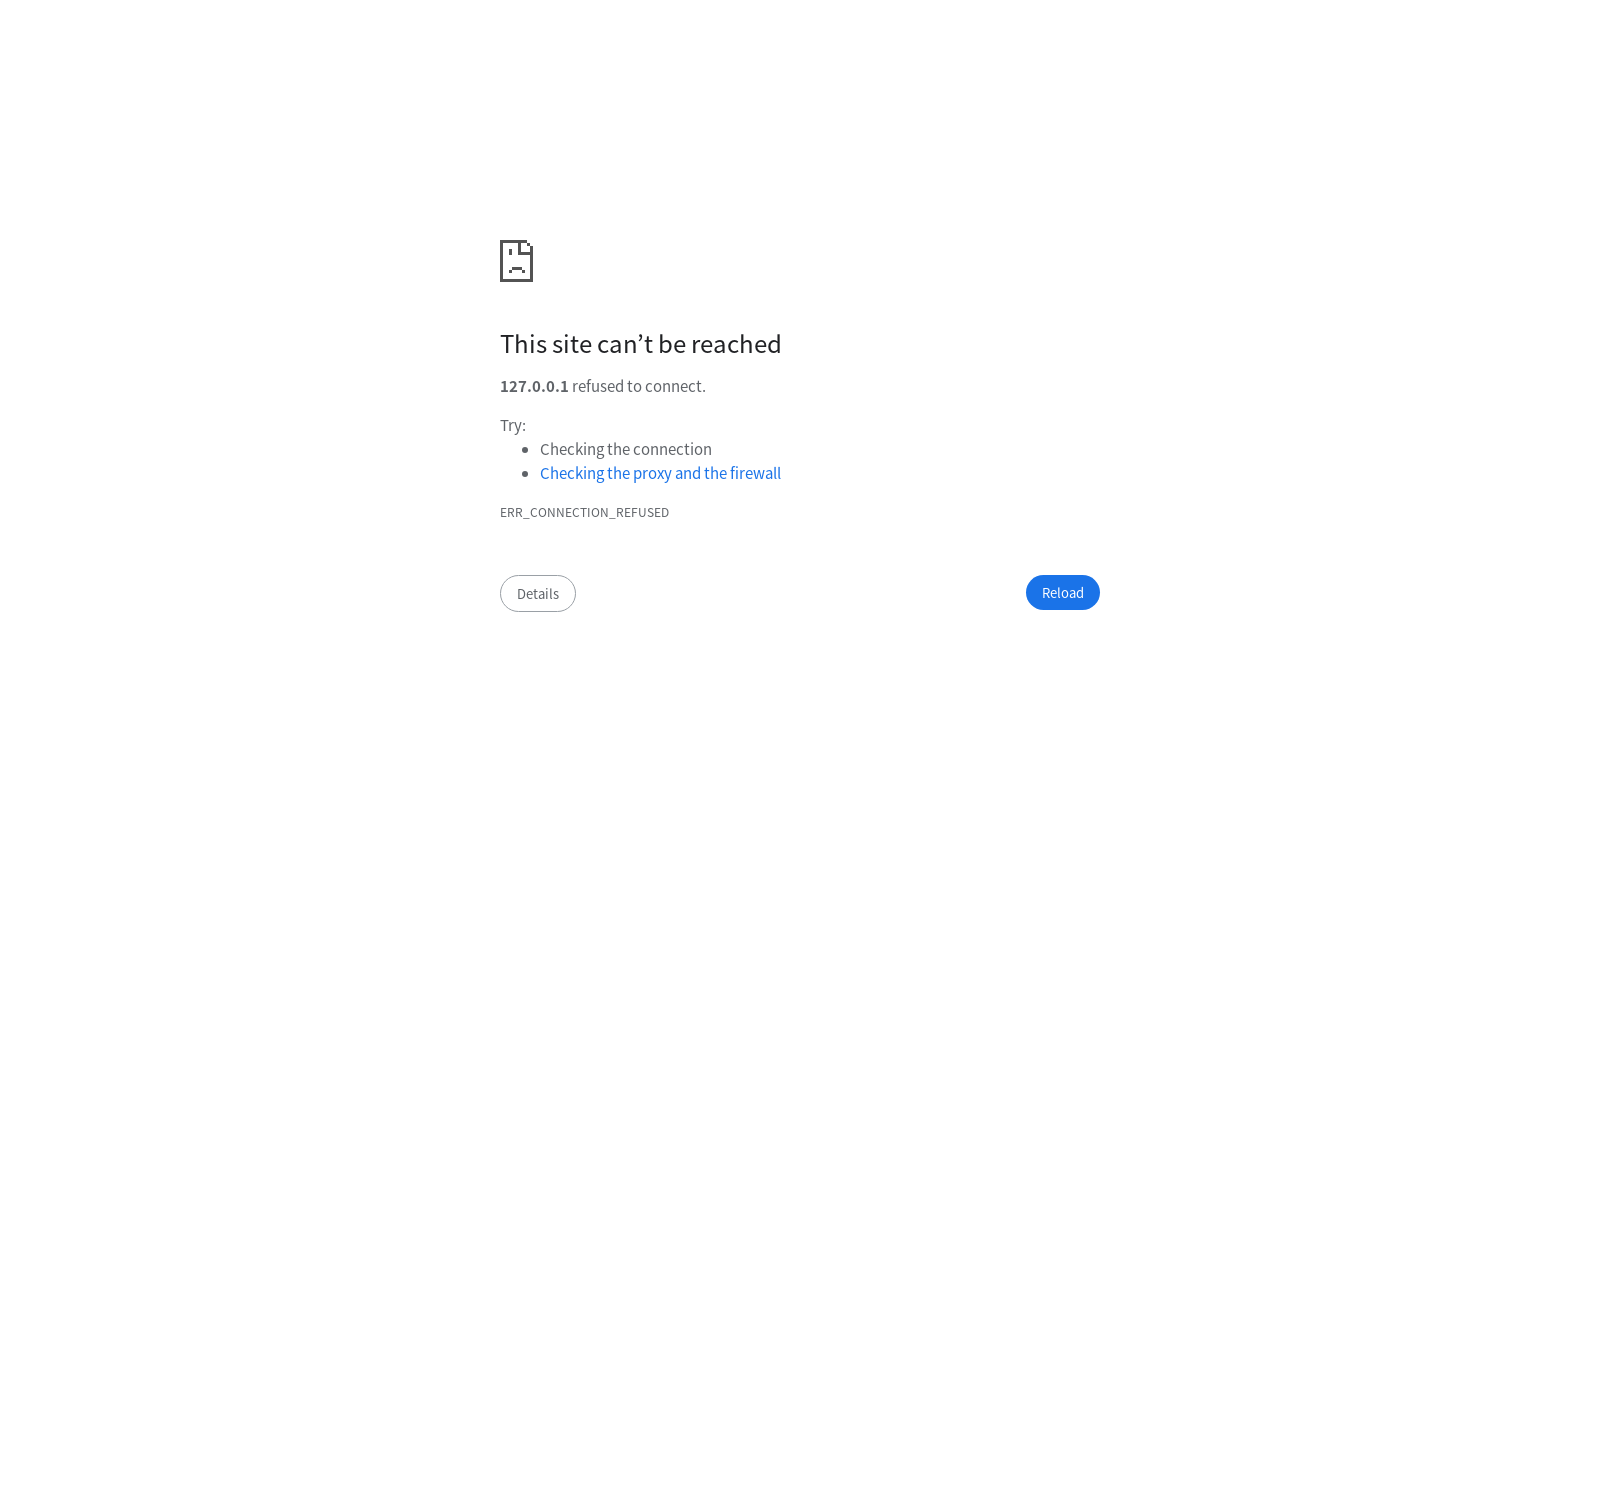 This site can’t be reached
127.0.0.1 refused to connect.
Try:
Checking the connection
Checking the proxy and the firewall
ERR_CONNECTION_REFUSED
Details
Reload